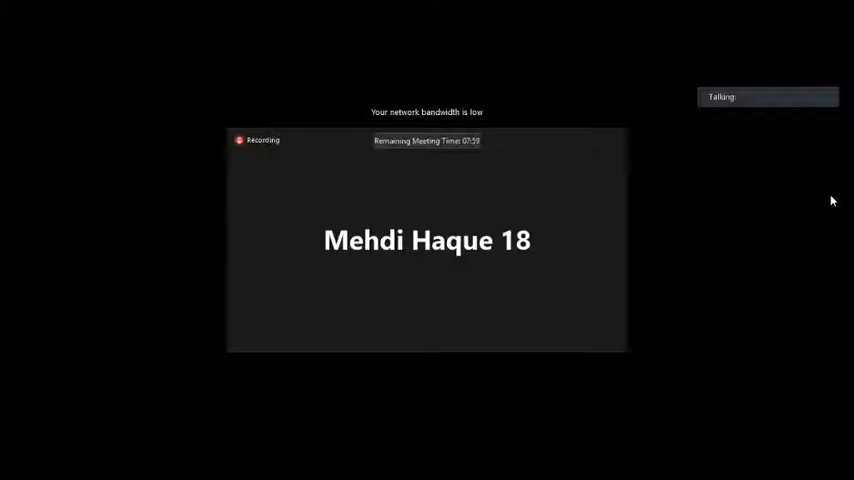 Talking:
Your network bandwidth is low
Recording
Remaining Meeting Time: 07:59
Mehdi Haque 18